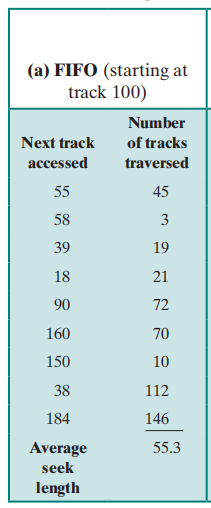 (a) FIFO (starting at
track 100)
Number
Next track of tracks
accessed traversed
55 45
58 3
39 19
18 21
90 72
160 70
150 10
38 112
184 146
Average 55.3
seek
length